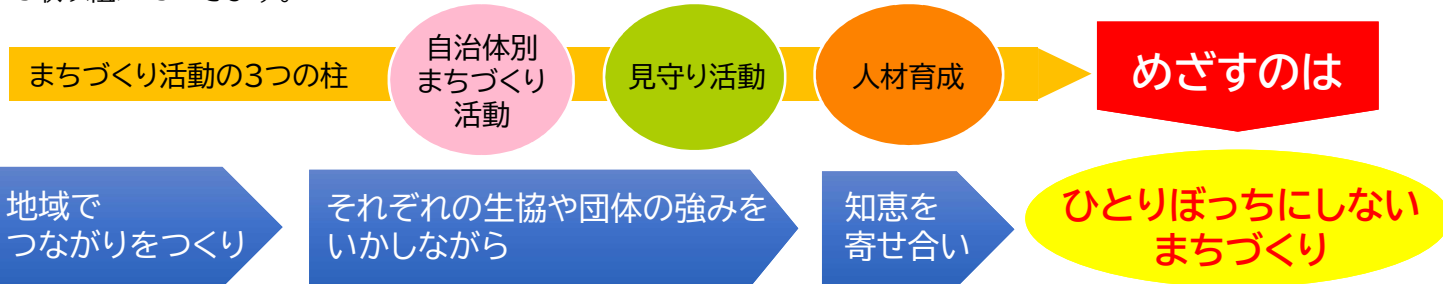 まちづくり活動の3つの柱
自治体別
まちづくり
活動
見守り活動
人材育成
めざすのは
地域で
つながりをつくり
それぞれの生協や団体の強みを
いかしながら
知恵を
寄せ合い
ひとりぼっちにしない
まちづくり